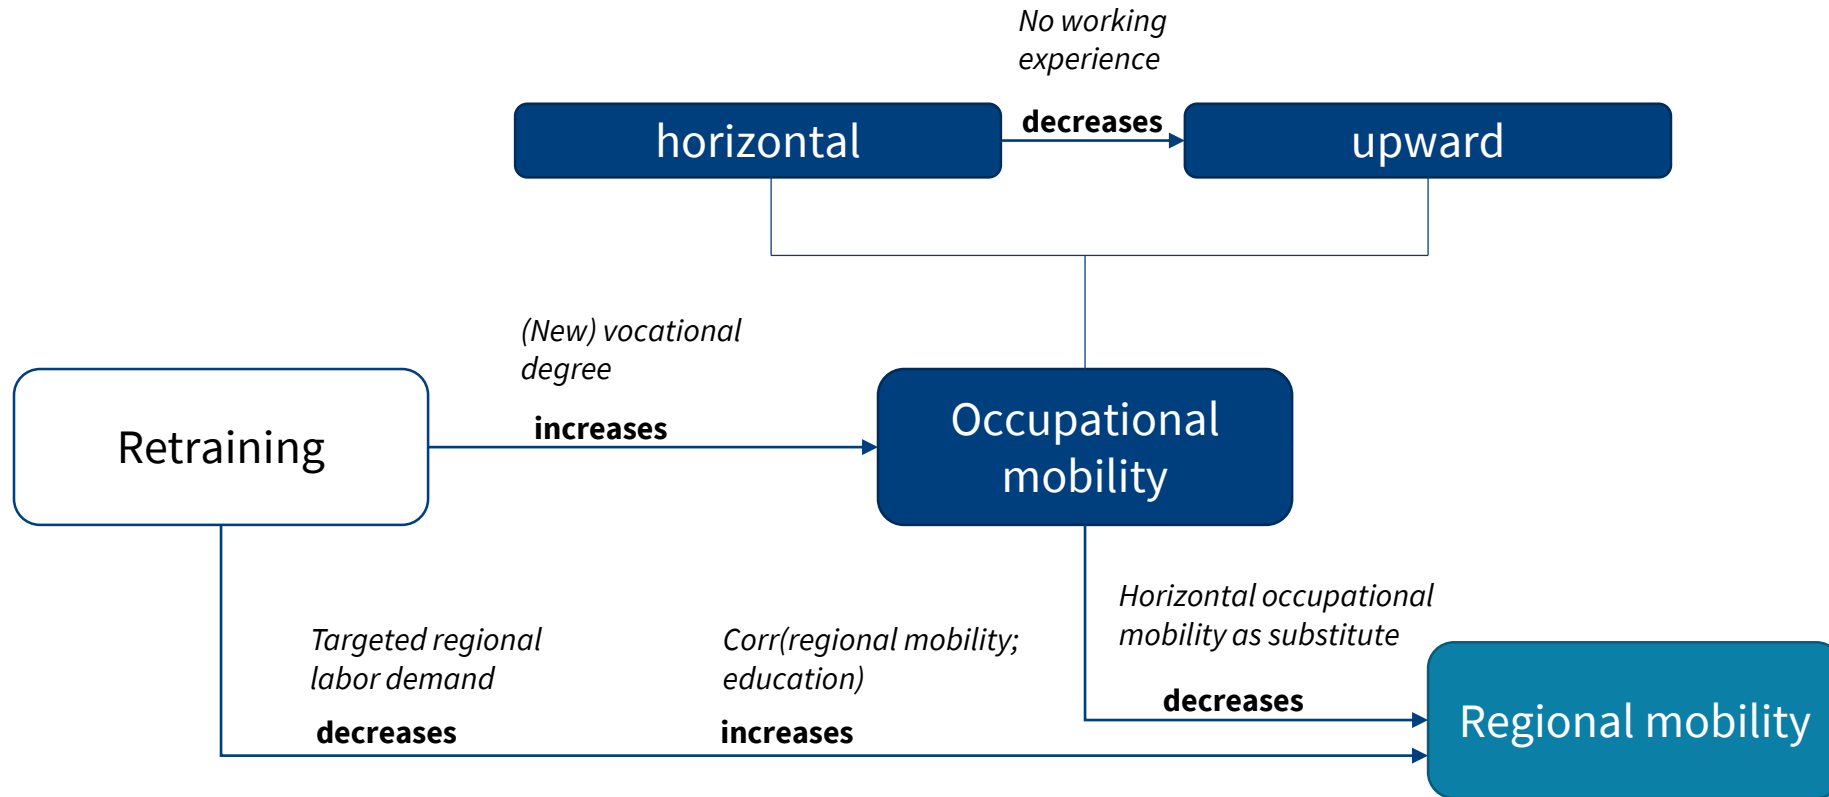 No working
experience
horizontal
decreases
upward
(New) vocational
degree
increases
Retraining
Occupational
mobility
Targeted regional
labor demand
decreases
Corr(regional mobility;
education)
increases
Horizontal occupational
mobility as substitute
decreases
Regional mobility